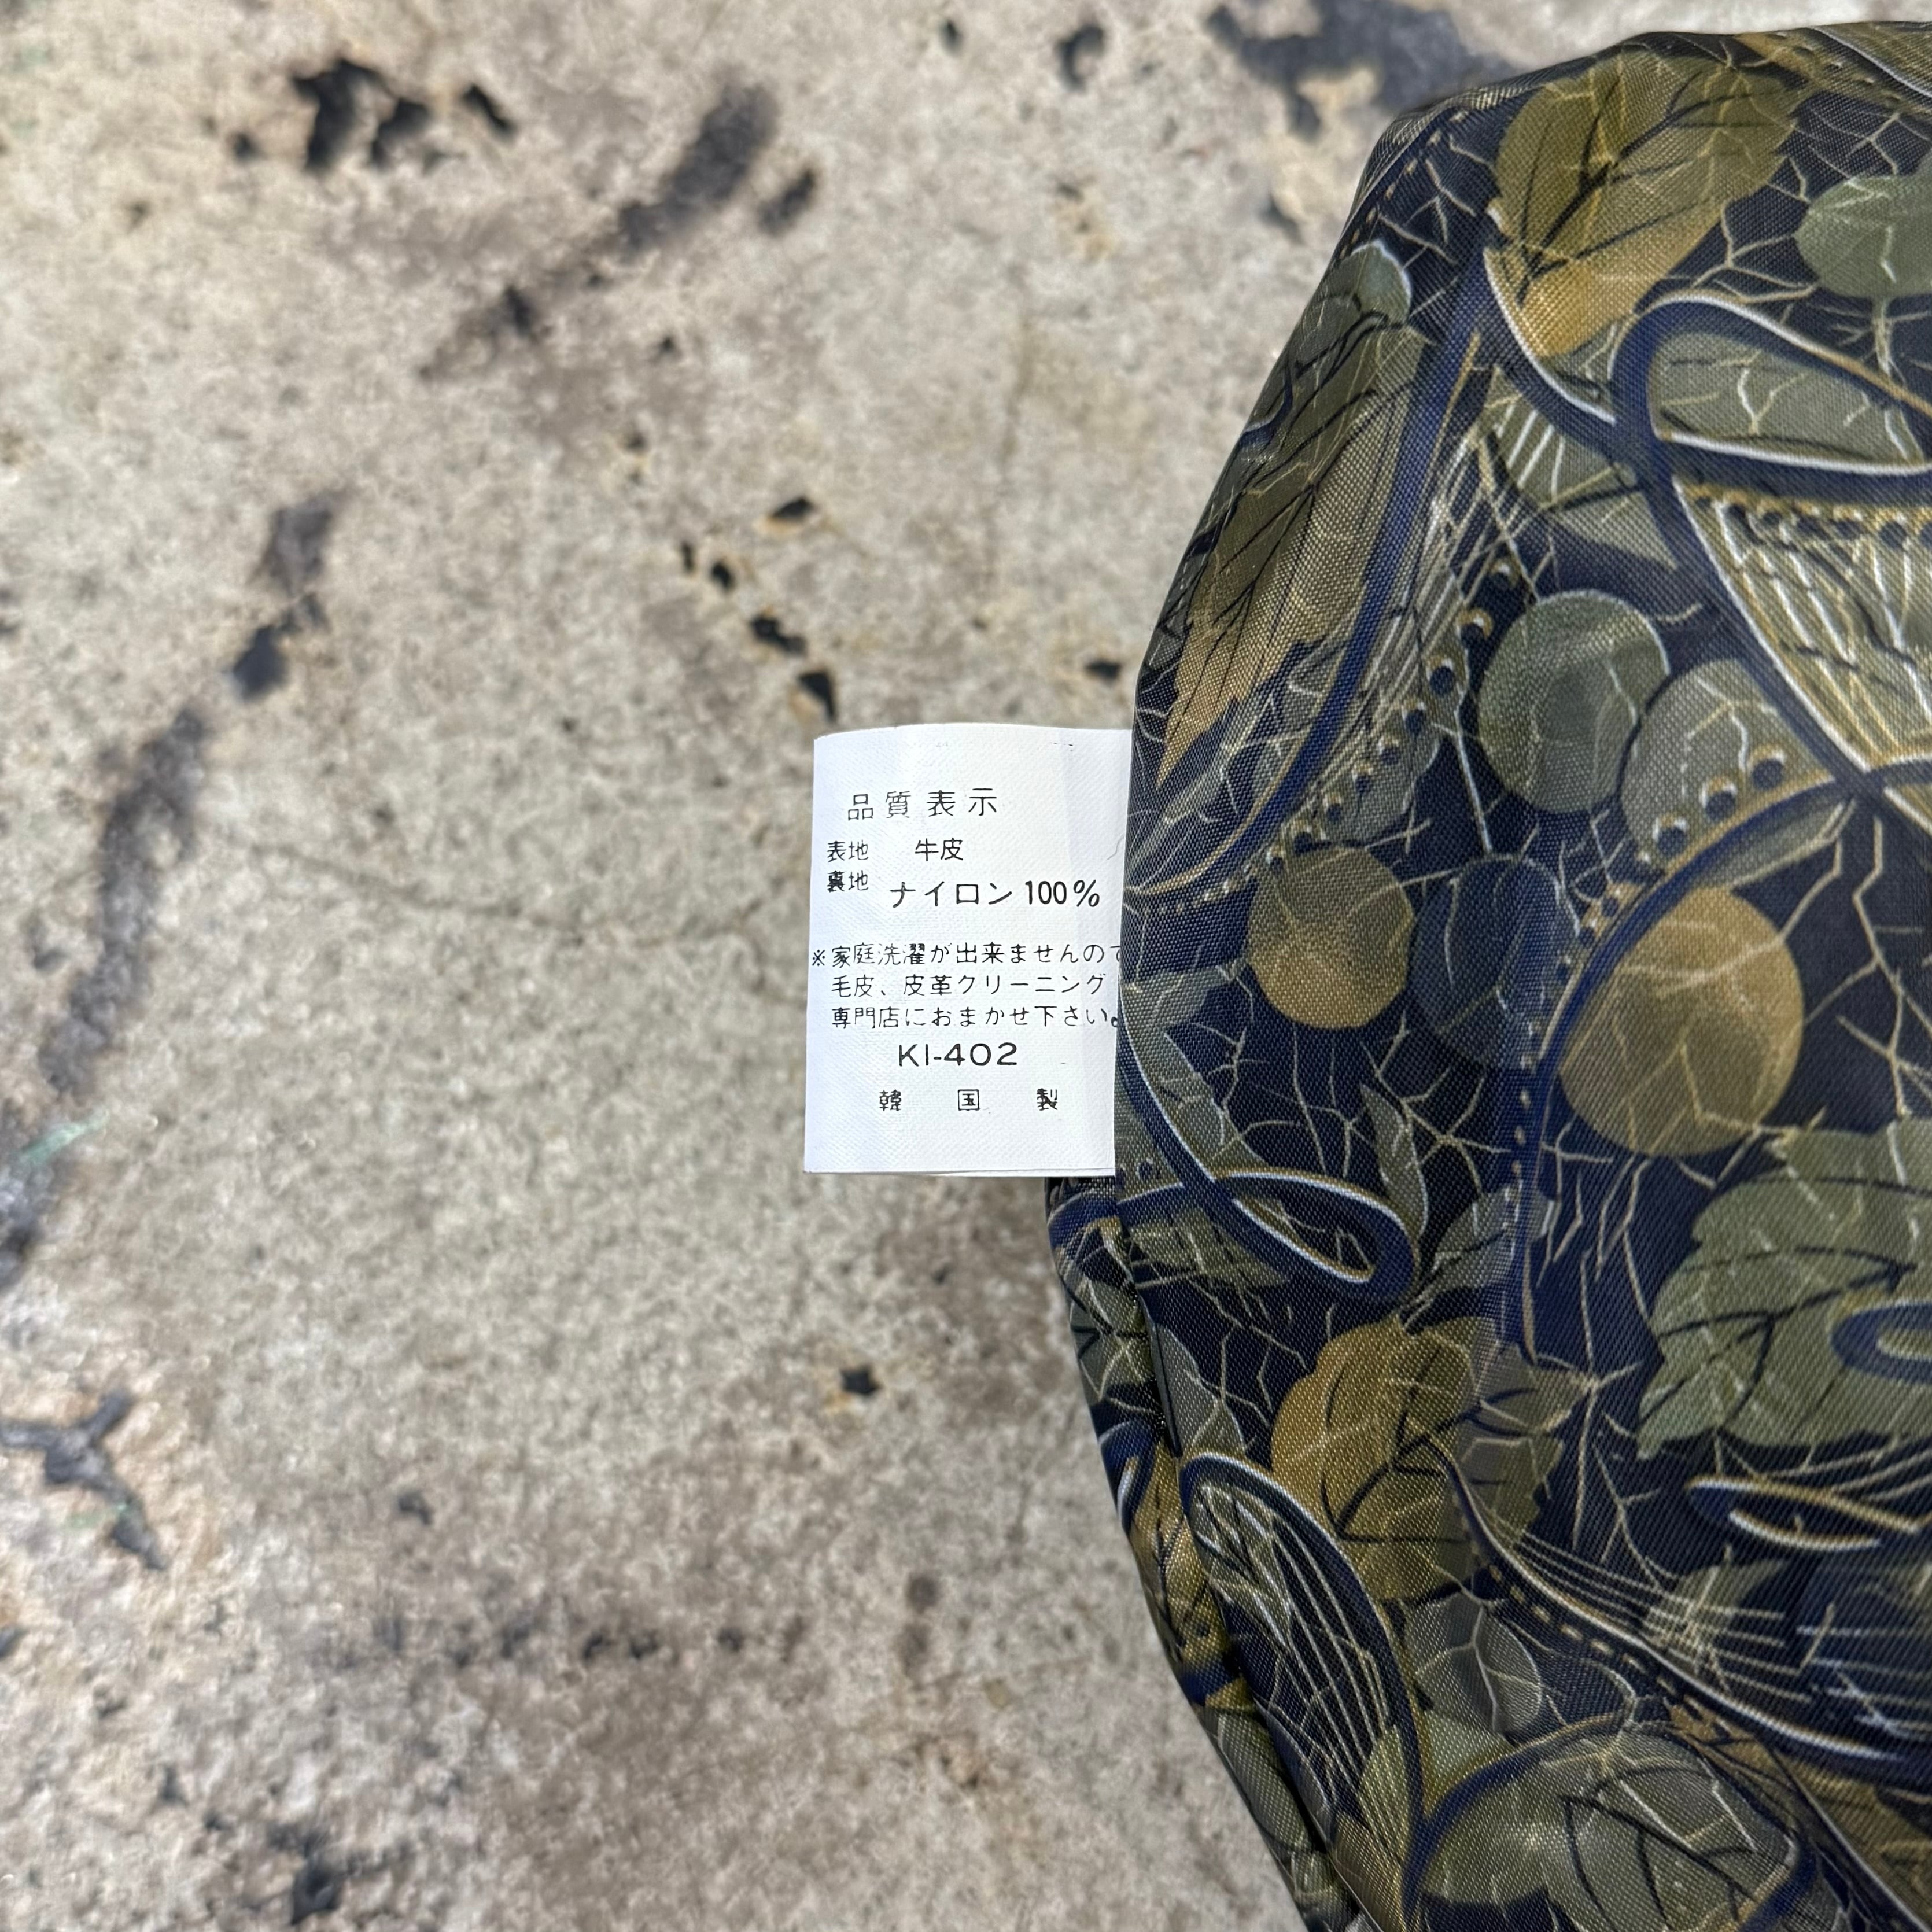 品質表示
表地 牛皮
裏地 ナイロン100%
※家庭洗濯が出来ませんので
毛皮、皮革クリーニング
専門店におまかせ下さい。
KI-402
韓国製